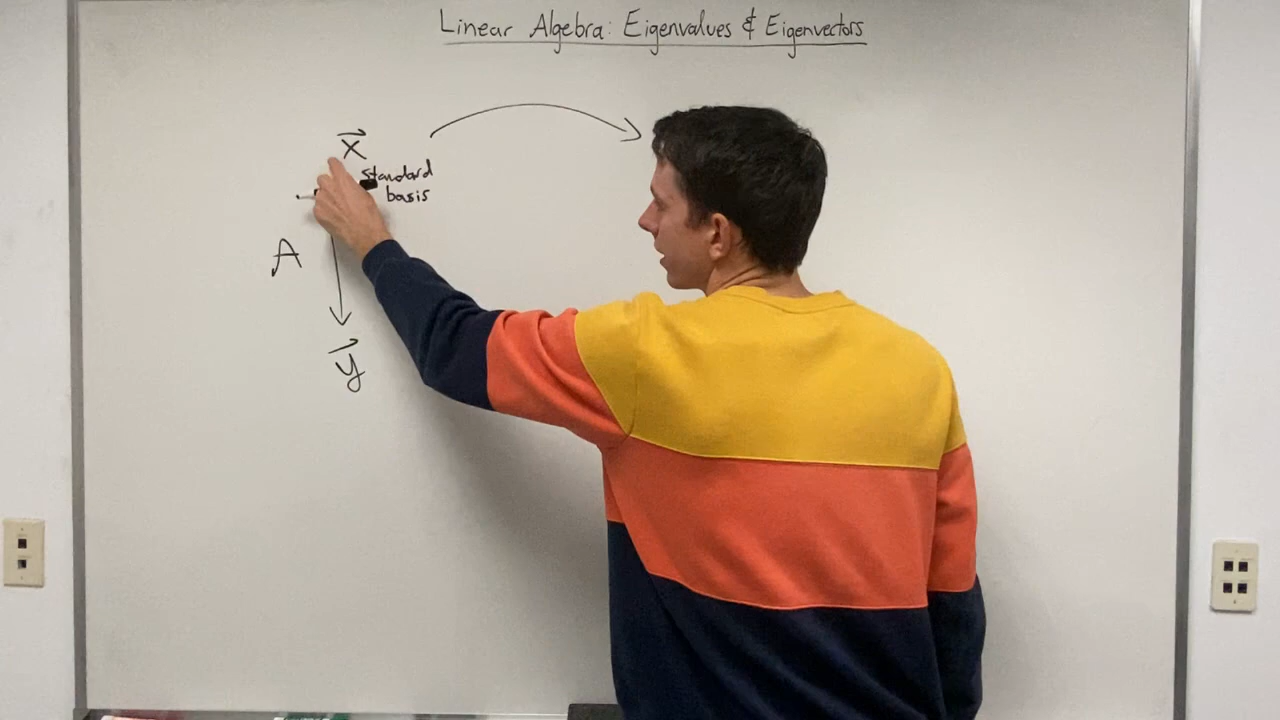 Linear Algebra: Eigenvalues & Eigenvectors
x⃗
standard
basis
A
y⃗